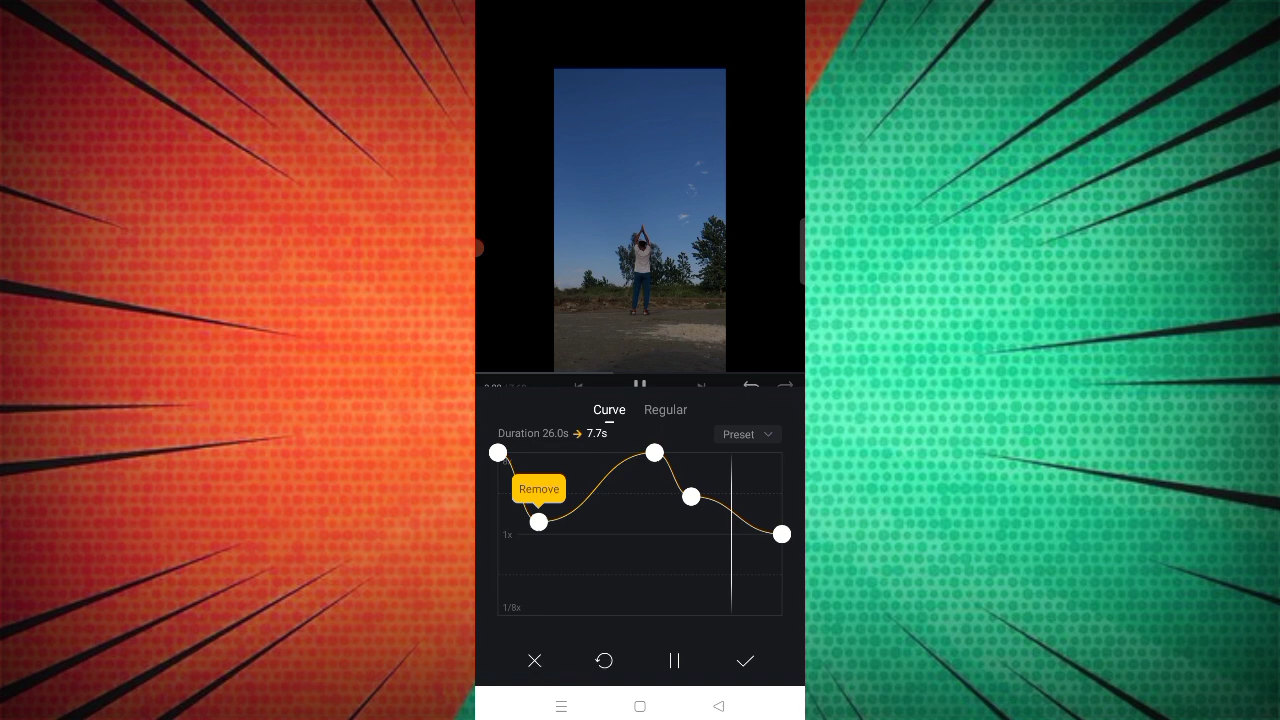 Curve Regular
Duration 26.0s → 7.7s
Preset
Remove
1x
1/8x